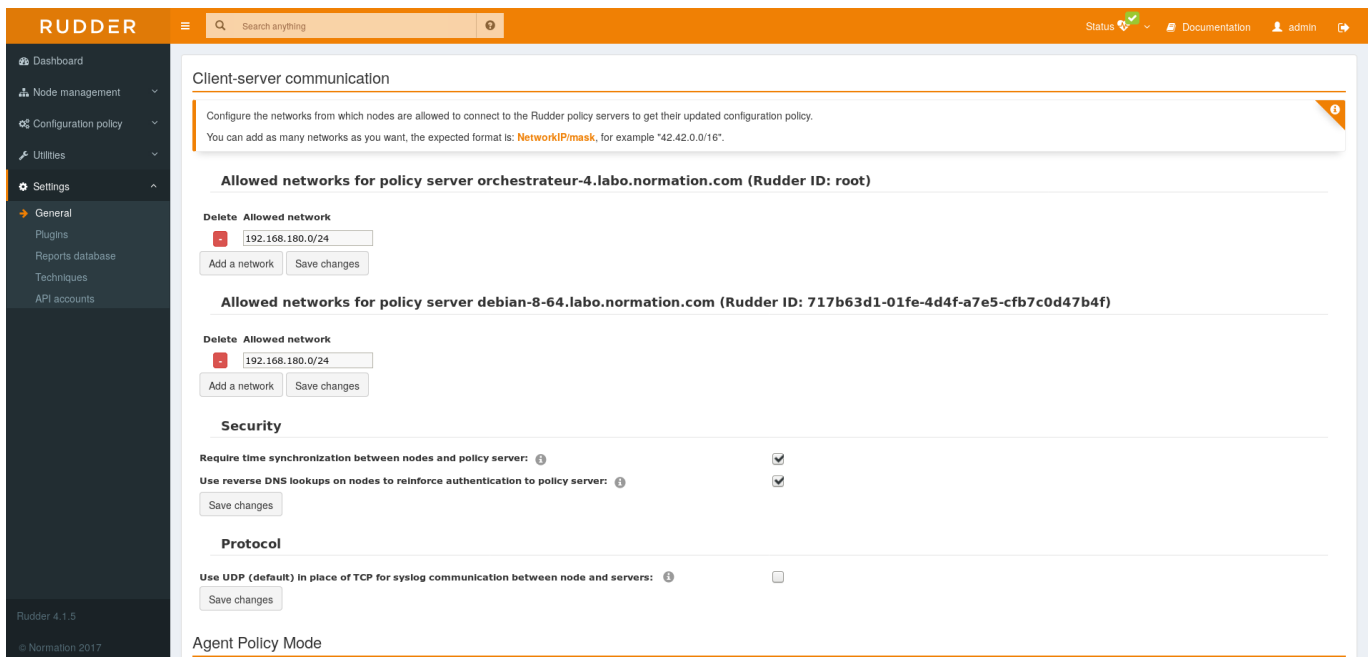 RUDDER
Search anything
Status
Documentation
admin
Dashboard
Node management
Configuration policy
Utilities
Settings
General
Plugins
Reports database
Techniques
API accounts
Rudder 4.1.5
© Normation 2017
Client-server communication
Configure the networks from which nodes are allowed to connect to the Rudder policy servers to get their updated configuration policy.
You can add as many networks as you want, the expected format is: NetworkIP/mask, for example "42.42.0.0/16".
Allowed networks for policy server orchestrateur-4.labo.normation.com (Rudder ID: root)
Delete Allowed network
- 192.168.180.0/24
Add a network Save changes
Allowed networks for policy server debian-8-64.labo.normation.com (Rudder ID: 717b63d1-01fe-4d4f-a7e5-cfb7c0d47b4f)
Delete Allowed network
- 192.168.180.0/24
Add a network Save changes
Security
Require time synchronization between nodes and policy server:
Use reverse DNS lookups on nodes to reinforce authentication to policy server:
Save changes
Protocol
Use UDP (default) in place of TCP for syslog communication between node and servers:
Save changes
Agent Policy Mode